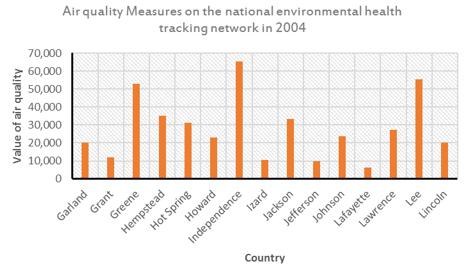 Air quality Measures on the national environmental health
tracking network in 2004
Value of air quality
70,000
60,000
50,000
40,000
30,000
20,000
10,000
0
Garland
Grant
Greene
Hempstead
Hot Spring
Howard
Independence
Izard
Jackson
Jefferson
Johnson
Lafayette
Lawrence
Lee
Lincoln
Country